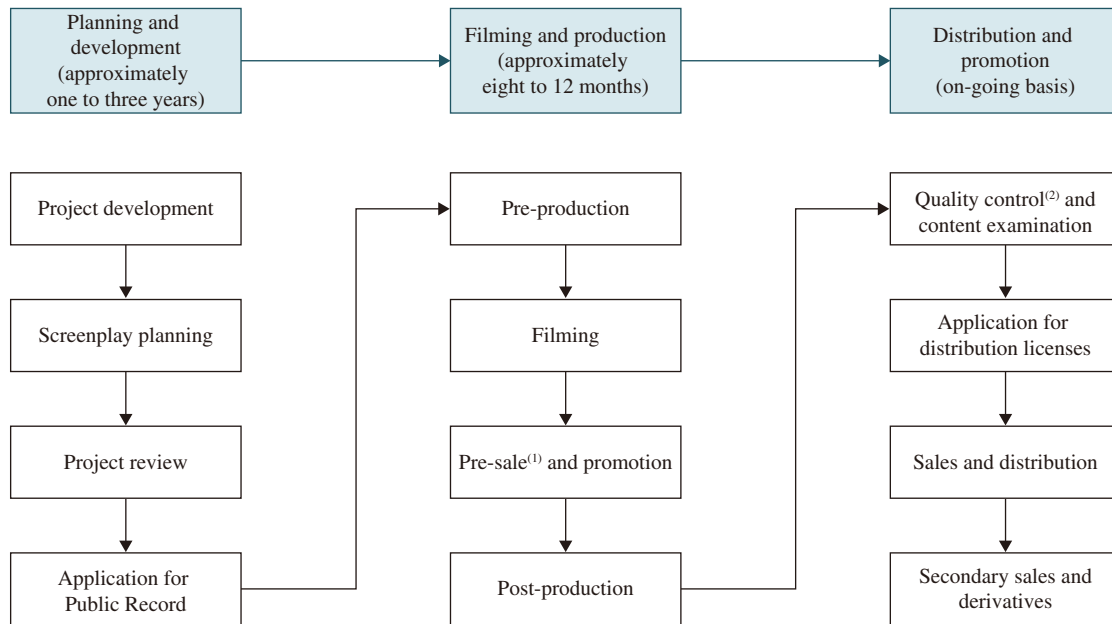 Planning and
development
(approximately
one to three years)
Filming and production
(approximately
eight to 12 months)
Distribution and
promotion
(on-going basis)
Project development
Screenplay planning
Project review
Application for
Public Record
Pre-production
Filming
Pre-sale(1) and promotion
Post-production
Quality control(2) and
content examination
Application for
distribution licenses
Sales and distribution
Secondary sales and
derivatives